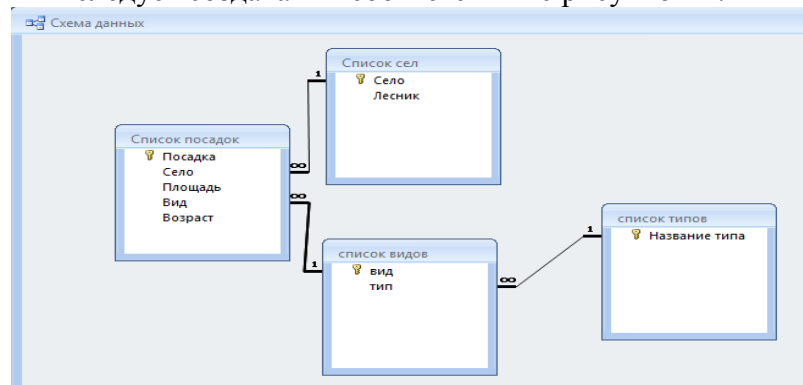 Схема данных
Список сел
Село
Лесник
1
Список посадок
Посадка
Село
Площадь
Вид
Возраст
∞
∞
список видов
вид
тип
1
∞
список типов
Название типа
1